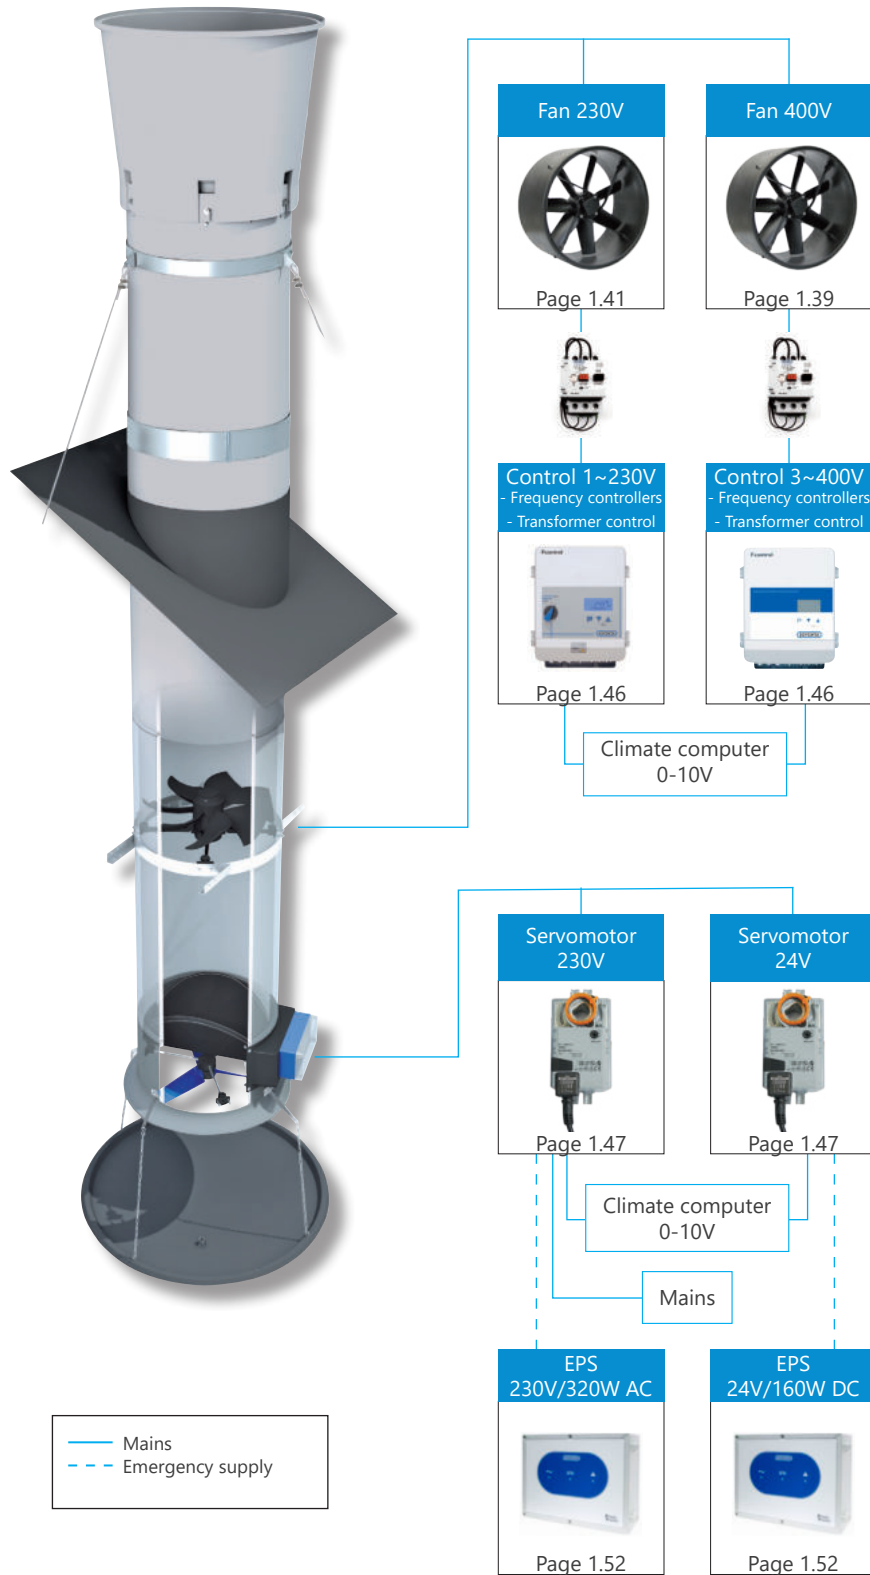 Fan 230V
Fan 400V
Page 1.41
Page 1.39
Control 1~230V
- Frequency controllers
- Transformer control
Control 3~400V
- Frequency controllers
- Transformer control
Fcontrol
Fcontrol
Page 1.46
Page 1.46
Climate computer
0-10V
Servomotor
230V
Servomotor
24V
Page 1.47
Page 1.47
Climate computer
0-10V
Mains
EPS
230V/320W AC
EPS
24V/160W DC
Page 1.52
Page 1.52
Mains
Emergency supply